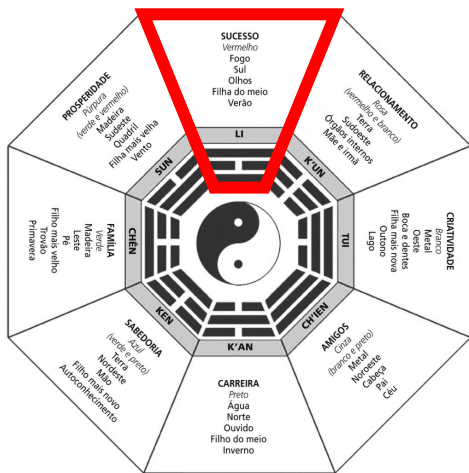 SUCESSO
Vermelho
Fogo
Sul
Olhos
Filha do meio
Verão
LI
RELACIONAMENTO
Rosa
(vermelho e branco)
Terra
Sudoeste
Órgãos internos
Mãe e irmã
K'UN
CRIATIVIDADE
Branco
Metal
Oeste
Boca e dentes
Filha mais nova
Outono
Lago
TUI
AMIGOS
Cinza
(branco e preto)
Metal
Noroeste
Cabeça
Pai
Céu
CH'IEN
K'AN
CARREIRA
Preto
Água
Norte
Ouvido
Filho do meio
Inverno
KEN
SABEDORIA
Azul
(verde e preto)
Terra
Nordeste
Mão
Filho mais novo
Autoconhecimento
CHÊN
FAMÍLIA
Verde
Madeira
Leste
Pé
Filho mais velho
Trovão
Primavera
PROSPERIDADE
Púrpura
(verde e vermelho)
Madeira
Sudeste
Quadril
Filha mais velha
Vento
SUN